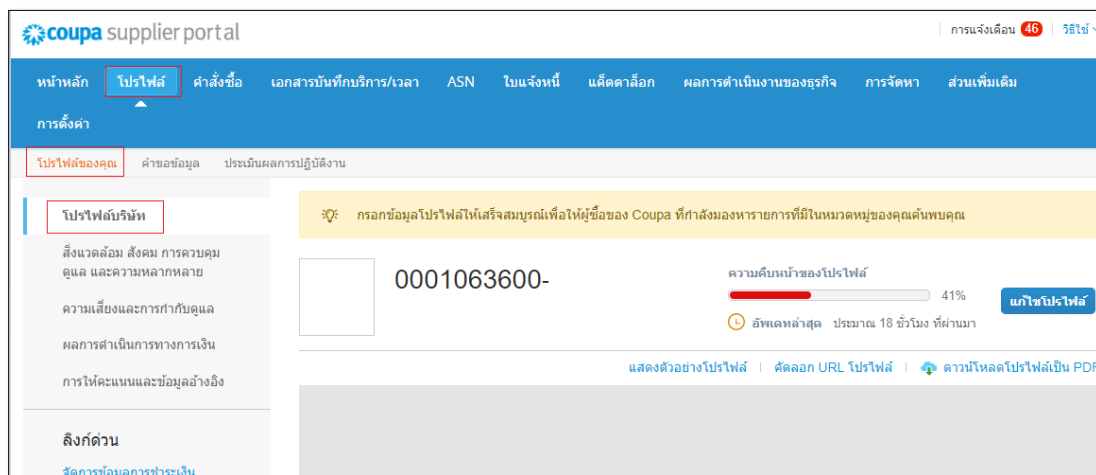 coupa supplier portal
การแจ้งเตือน 46 วิธีใช้
หน้าหลัก โปรไฟล์ คำสั่งซื้อ เอกสารบันทึกบริการ/เวลา ASN ใบแจ้งหนี้ แค็ตตาล็อก ผลการดำเนินงานของธุรกิจ การจัดหา ส่วนเพิ่มเติม
การตั้งค่า
โปรไฟล์ของคุณ คำขอข้อมูล ประเมินผลการปฏิบัติงาน
โปรไฟล์บริษัท
สิ่งแวดล้อม สังคม การควบคุม
ดูแล และความหลากหลาย
ความเสี่ยงและการกำกับดูแล
ผลการดำเนินการทางการเงิน
การให้คะแนนและข้อมูลอ้างอิง
ลิงก์ด่วน
จัดการข้อมูลการชำระเงิน
กรอกข้อมูลโปรไฟล์ให้เสร็จสมบูรณ์เพื่อให้ผู้ซื้อของ Coupa ที่กำลังมองหารายการที่มีในหมวดหมู่ของคุณค้นพบคุณ
0001063600-
ความคืบหน้าของโปรไฟล์
41%
แก้ไขโปรไฟล์
อัพเดทล่าสุด ประมาณ 18 ชั่วโมง ที่ผ่านมา
แสดงตัวอย่างโปรไฟล์ คัดลอก URL โปรไฟล์ ดาวน์โหลดโปรไฟล์เป็น PDF